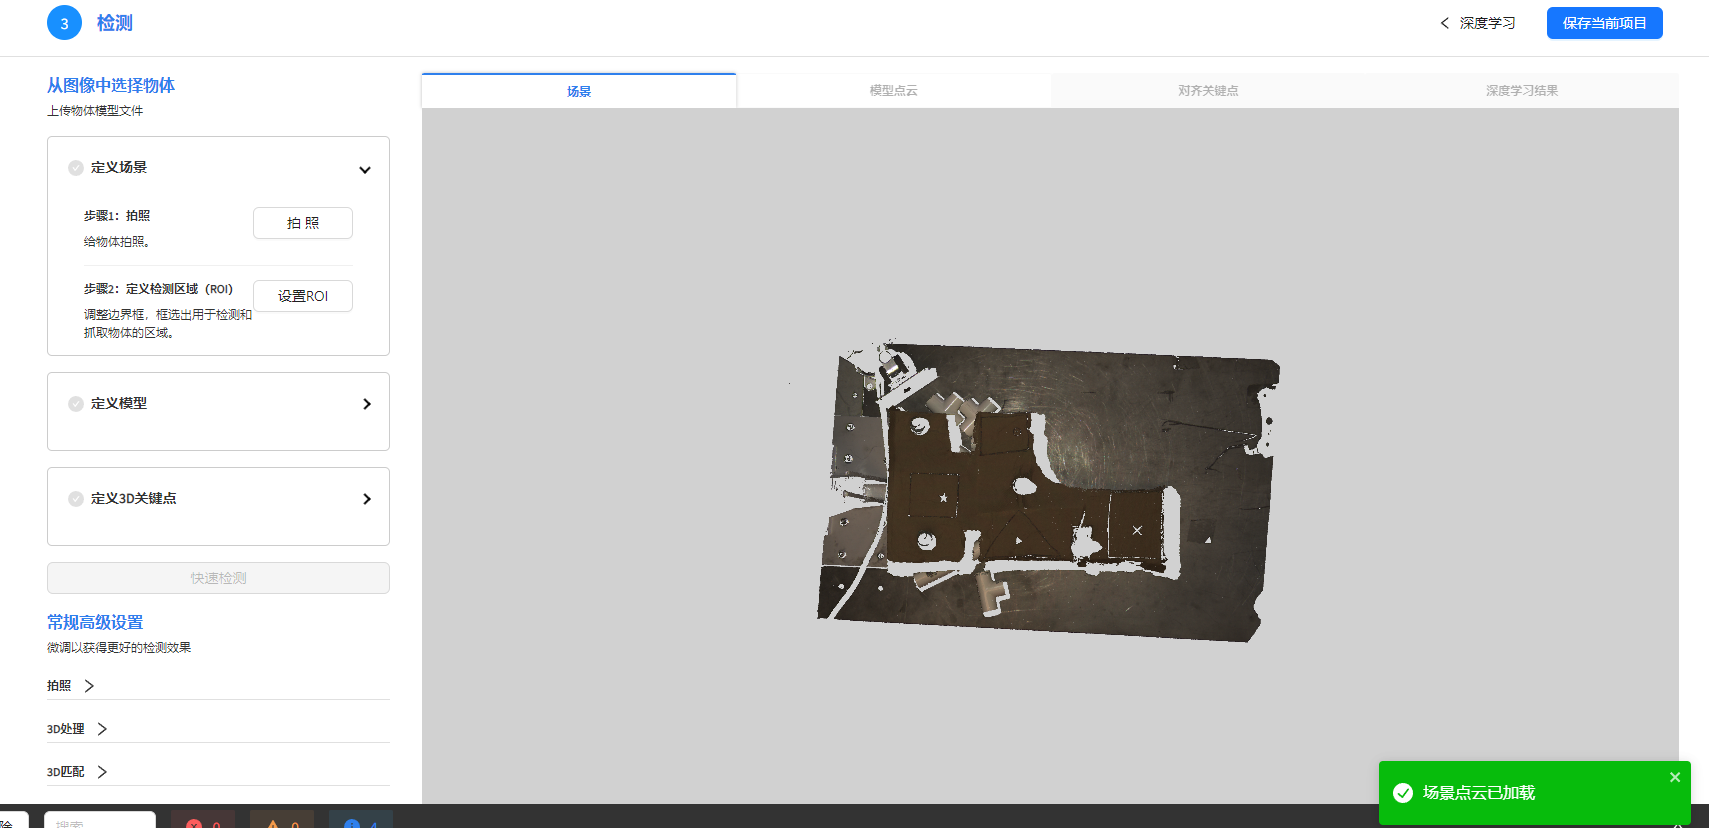 3 检测
深度学习
保存当前项目
从图像中选择物体
上传物体模型文件
场景
模型点云
对齐关键点
深度学习结果
定义场景
步骤1：拍照
给物体拍照。
拍 照
步骤2：定义检测区域（ROI）
调整边界框，框选出用于检测和
抓取物体的区域。
设置ROI
定义模型
定义3D关键点
快速检测
常规高级设置
微调以获得更好的检测效果
拍照
3D处理
3D匹配
场景点云已加载
除
搜索
0
0
4